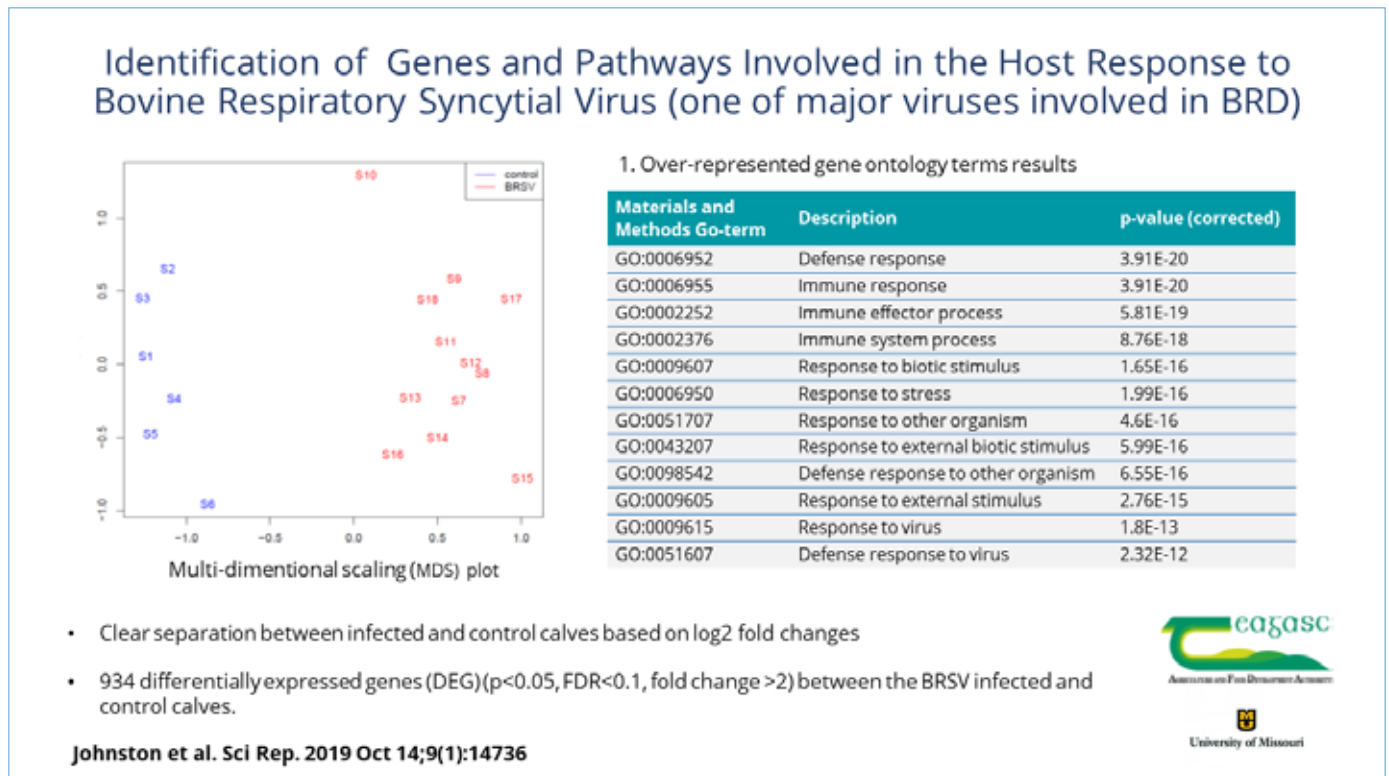 Identification of Genes and Pathways Involved in the Host Response to
Bovine Respiratory Syncytial Virus (one of major viruses involved in BRD)
S10
control
BRSV
1.0
S2
S9
S3
S18
S17
0.5
S11
S1
S12
S8
0.0
S4
S13
S7
S5
S14
−0.5
S16
S15
S6
−1.0
−1.0 −0.5 0.0 0.5 1.0
Multi-dimentional scaling (MDS) plot
1. Over-represented gene ontology terms results
Materials and
Methods Go-term Description p-value (corrected)
GO:0006952 Defense response 3.91E-20
GO:0006955 Immune response 3.91E-20
GO:0002252 Immune effector process 5.81E-19
GO:0002376 Immune system process 8.76E-18
GO:0009607 Response to biotic stimulus 1.65E-16
GO:0006950 Response to stress 1.99E-16
GO:0051707 Response to other organism 4.6E-16
GO:0043207 Response to external biotic stimulus 5.99E-16
GO:0098542 Defense response to other organism 6.55E-16
GO:0009605 Response to external stimulus 2.76E-15
GO:0009615 Response to virus 1.8E-13
GO:0051607 Defense response to virus 2.32E-12
• Clear separation between infected and control calves based on log2 fold changes
• 934 differentially expressed genes (DEG)(p<0.05, FDR<0.1, fold change >2) between the BRSV infected and
control calves.
Johnston et al. Sci Rep. 2019 Oct 14;9(1):14736
Teagasc
Agriculture and Food Development Authority
University of Missouri